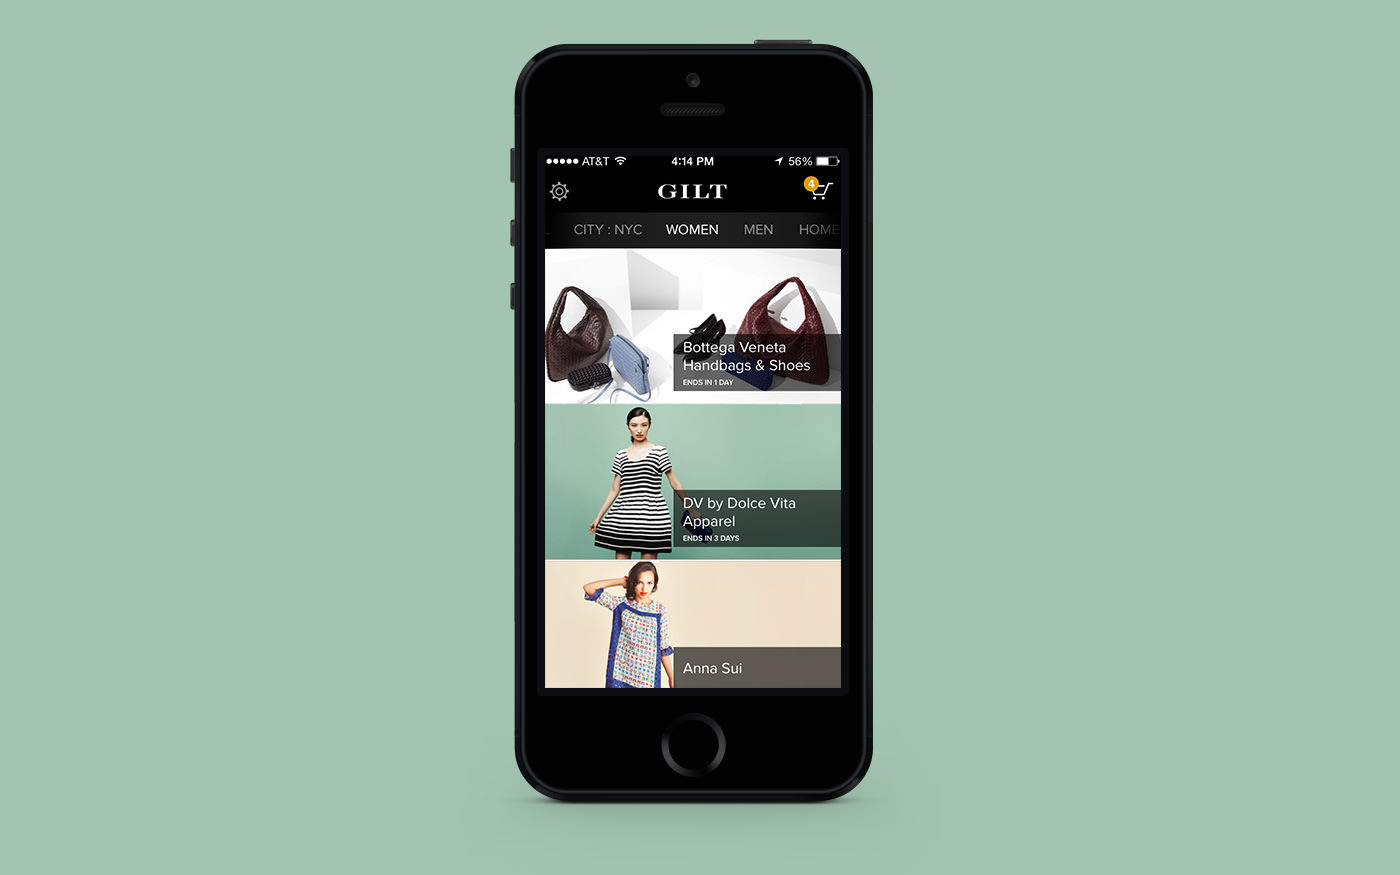 AT&T 4:14 PM 56%
GILT 4
CITY : NYC WOMEN MEN HOME
Bottega Veneta
Handbags & Shoes
ENDS IN 1 DAY
DV by Dolce Vita
Apparel
ENDS IN 3 DAYS
Anna Sui